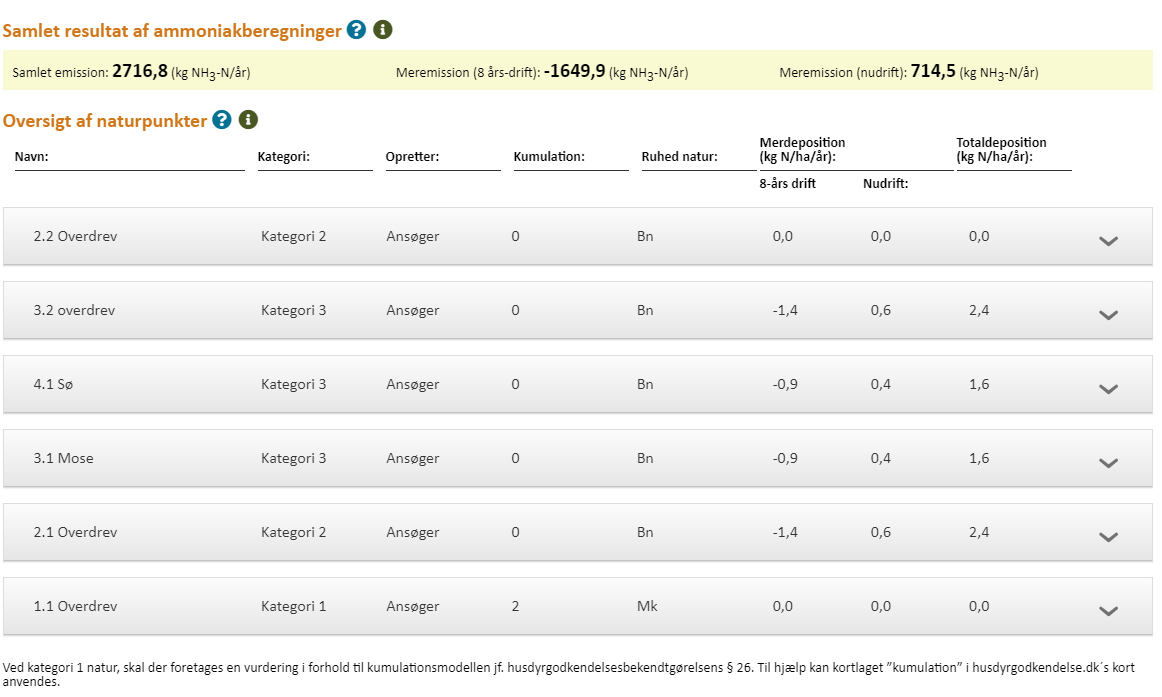 Samlet resultat af ammoniakberegninger ? i
Samlet emission: 2716,8 (kg NH3-N/år) Meremission (8 års-drift): -1649,9 (kg NH3-N/år) Meremission (nudrift): 714,5 (kg NH3-N/år)
Oversigt af naturpunkter ? i
Navn: Kategori: Opretter: Kumulation: Ruhed natur: Merdeposition (kg N/ha/år): Totaldeposition (kg N/ha/år):
8-års drift Nudrift:
2.2 Overdrev Kategori 2 Ansøger 0 Bn 0,0 0,0 0,0
3.2 overdrev Kategori 3 Ansøger 0 Bn -1,4 0,6 2,4
4.1 Sø Kategori 3 Ansøger 0 Bn -0,9 0,4 1,6
3.1 Mose Kategori 3 Ansøger 0 Bn -0,9 0,4 1,6
2.1 Overdrev Kategori 2 Ansøger 0 Bn -1,4 0,6 2,4
1.1 Overdrev Kategori 1 Ansøger 2 Mk 0,0 0,0 0,0
Ved kategori 1 natur, skal der foretages en vurdering i forhold til kumulationsmodellen jf. husdyrgodkendelsesbekendtgørelsens § 26. Til hjælp kan kortlaget ”kumulation” i husdyrgodkendelse.dk´s kort
anvendes.